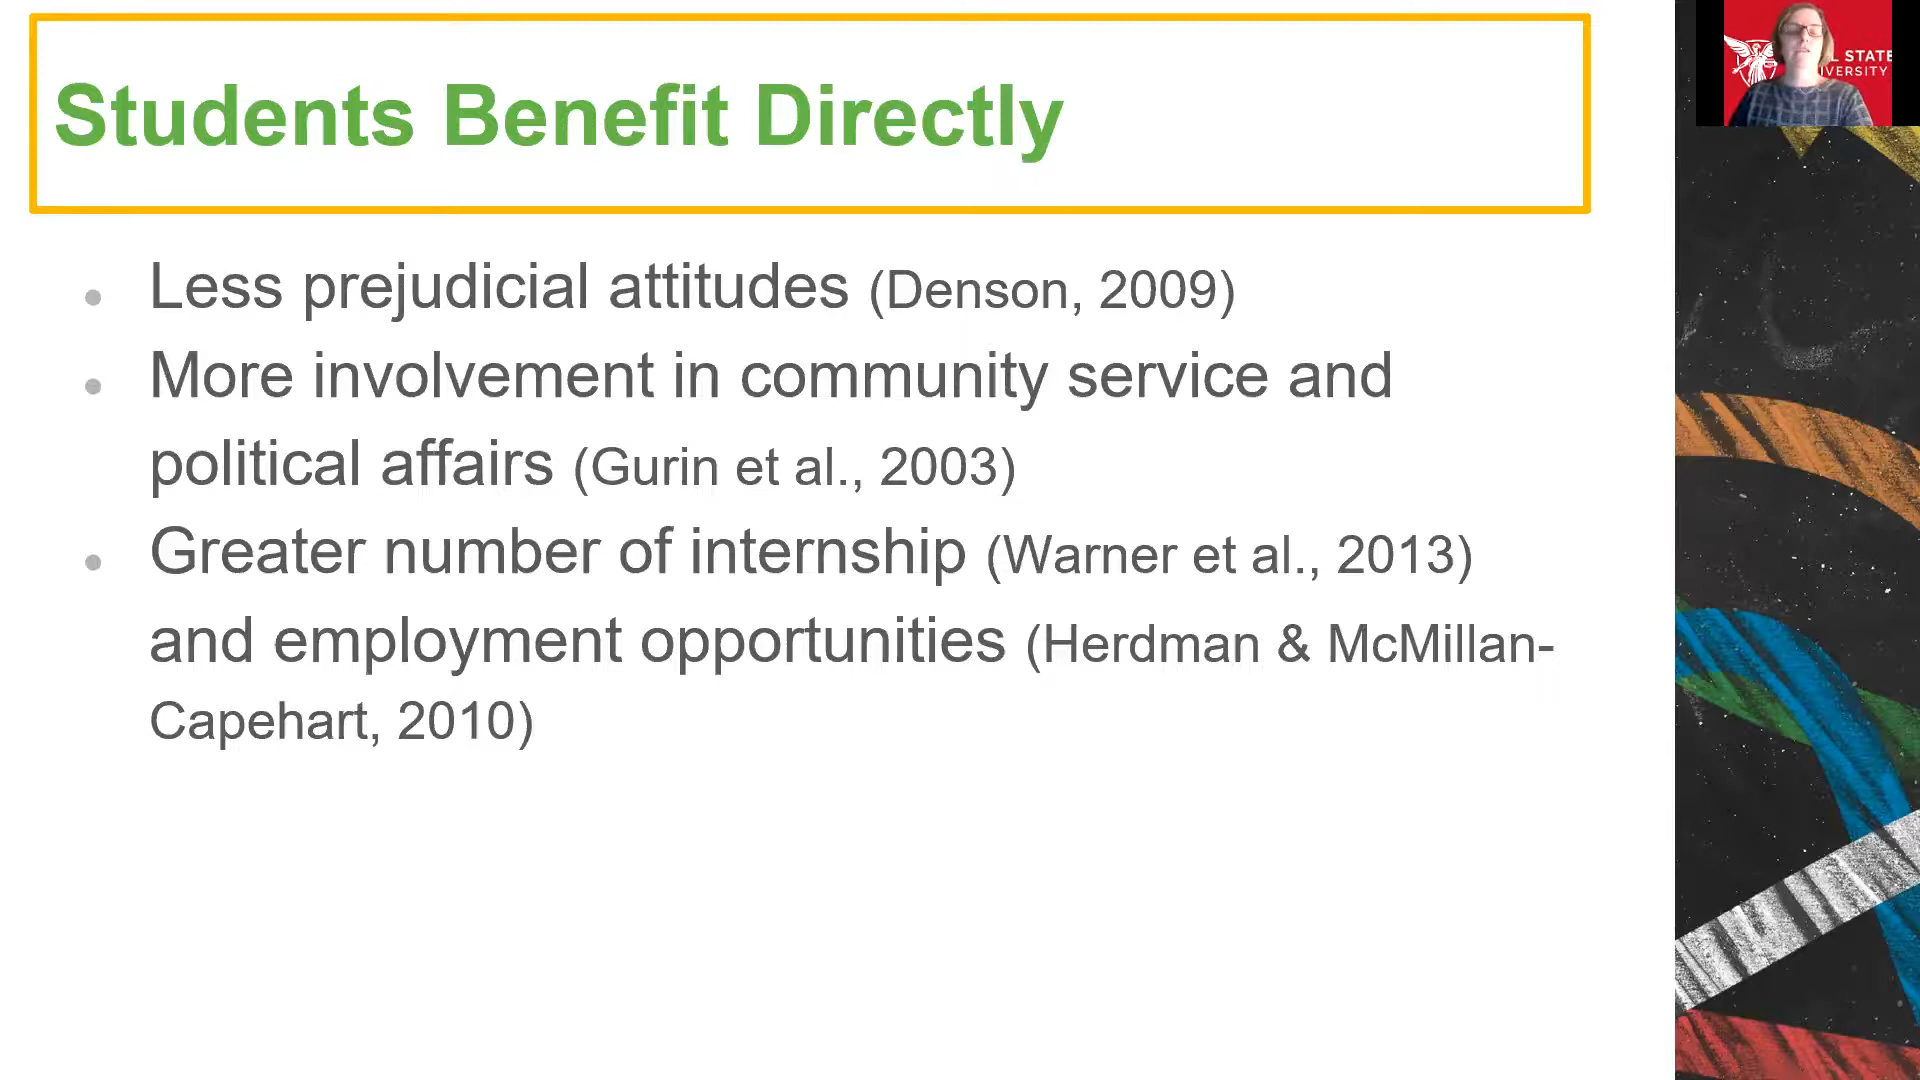 Students Benefit Directly
Less prejudicial attitudes (Denson, 2009)
More involvement in community service and
political affairs (Gurin et al., 2003)
Greater number of internship (Warner et al., 2013)
and employment opportunities (Herdman & McMillan-
Capehart, 2010)
L STATE
IVERSITY